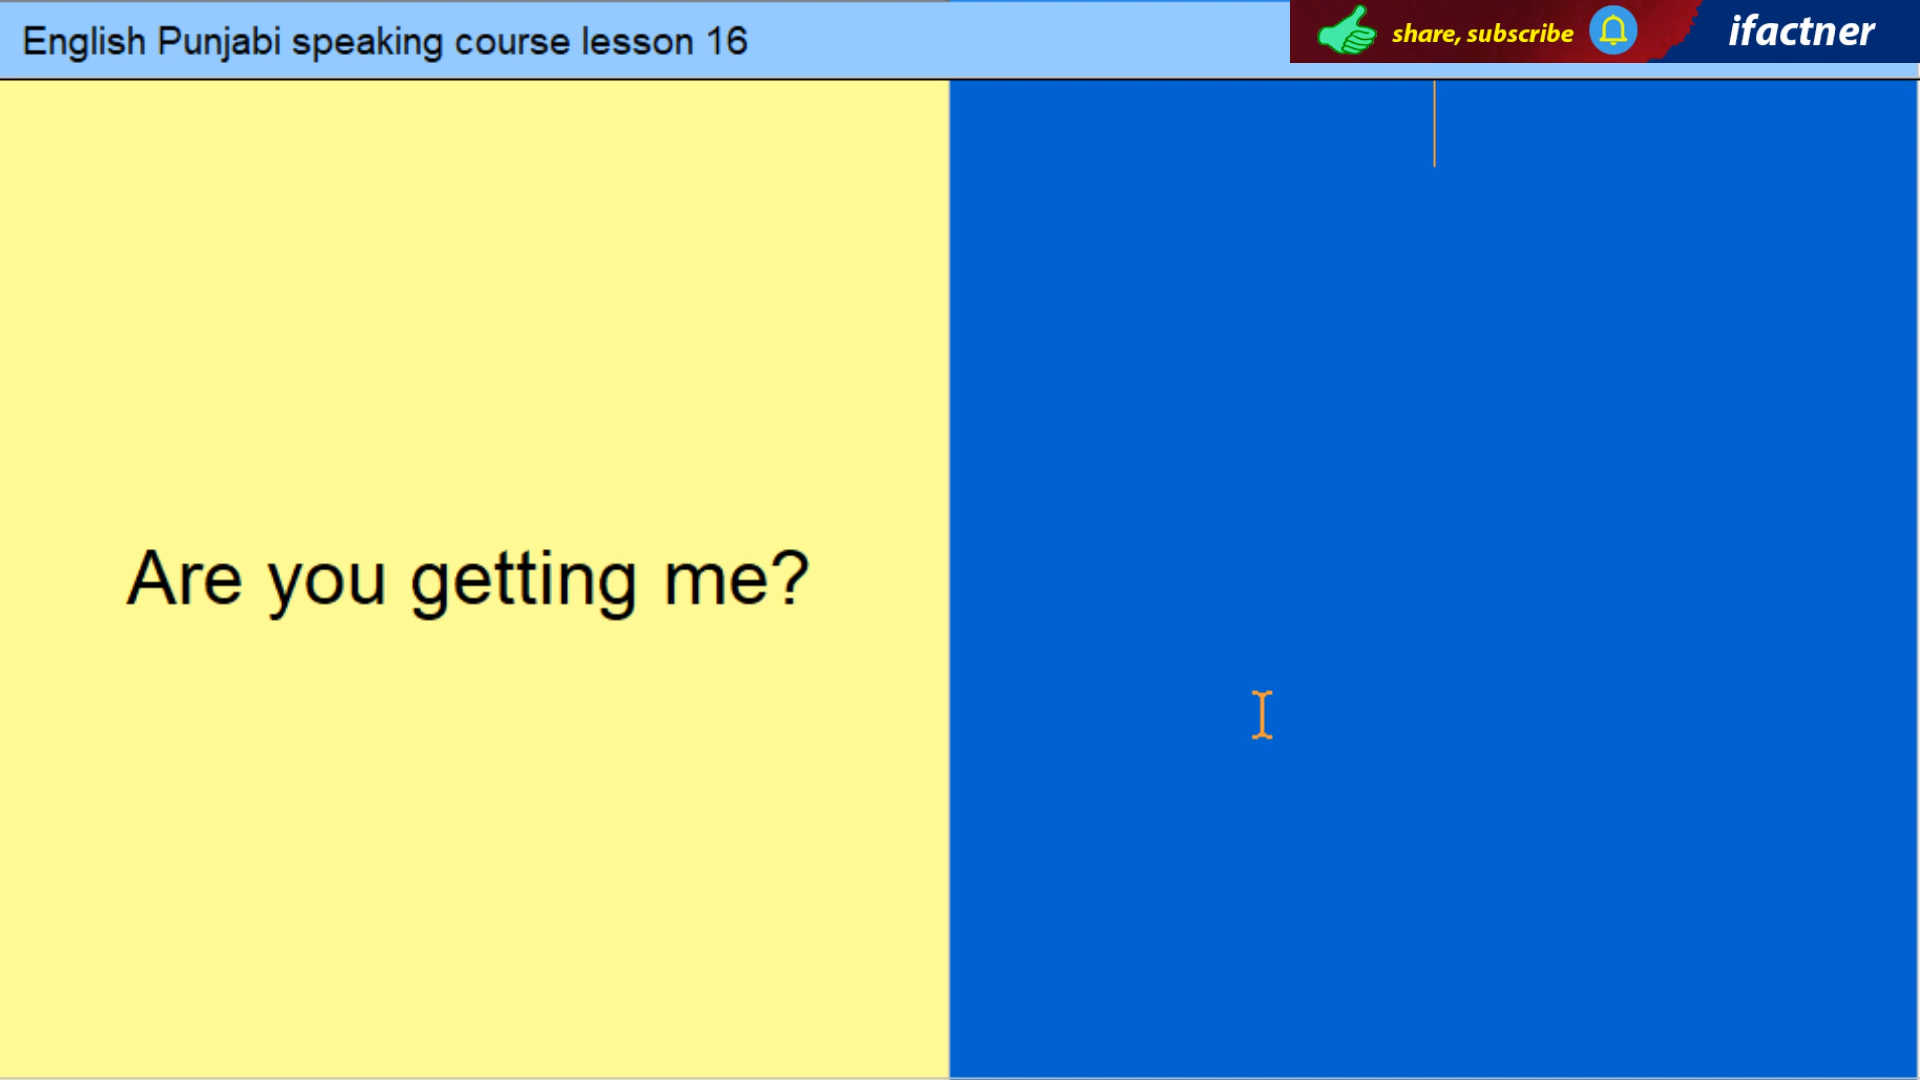 English Punjabi speaking course lesson 16
share, subscribe
ifactner
Are you getting me?